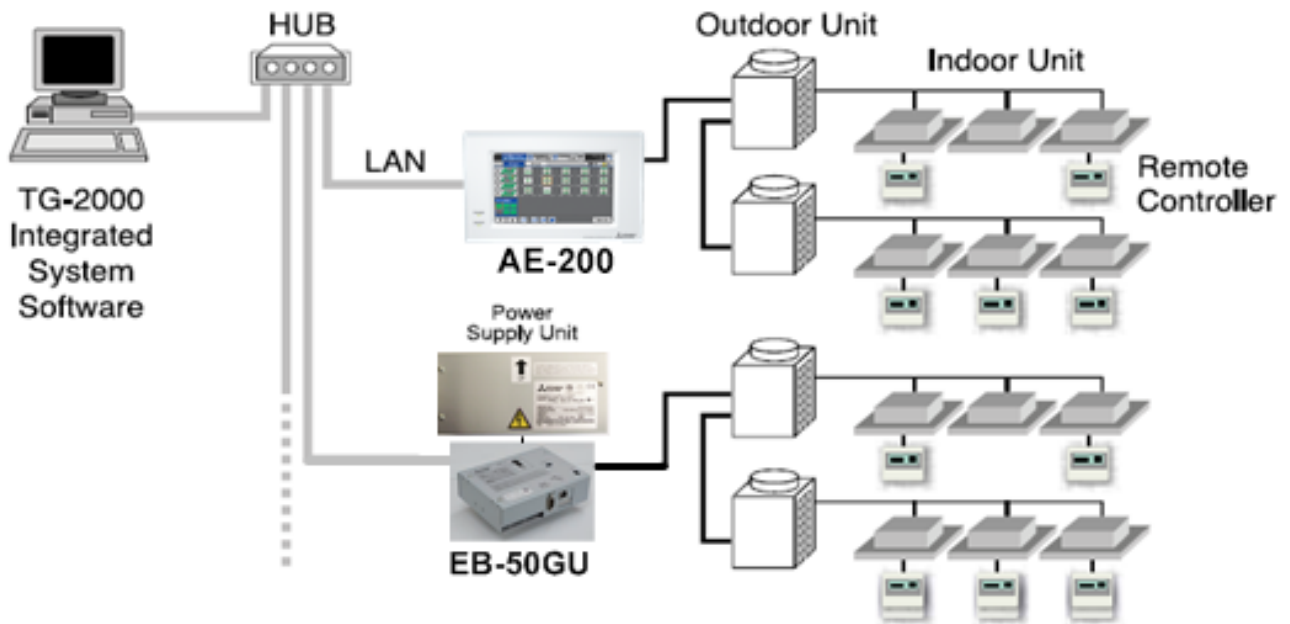 HUB
Outdoor Unit
Indoor Unit
LAN
Remote
Controller
TG-2000
Integrated
System
Software
AE-200
Power
Supply Unit
EB-50GU